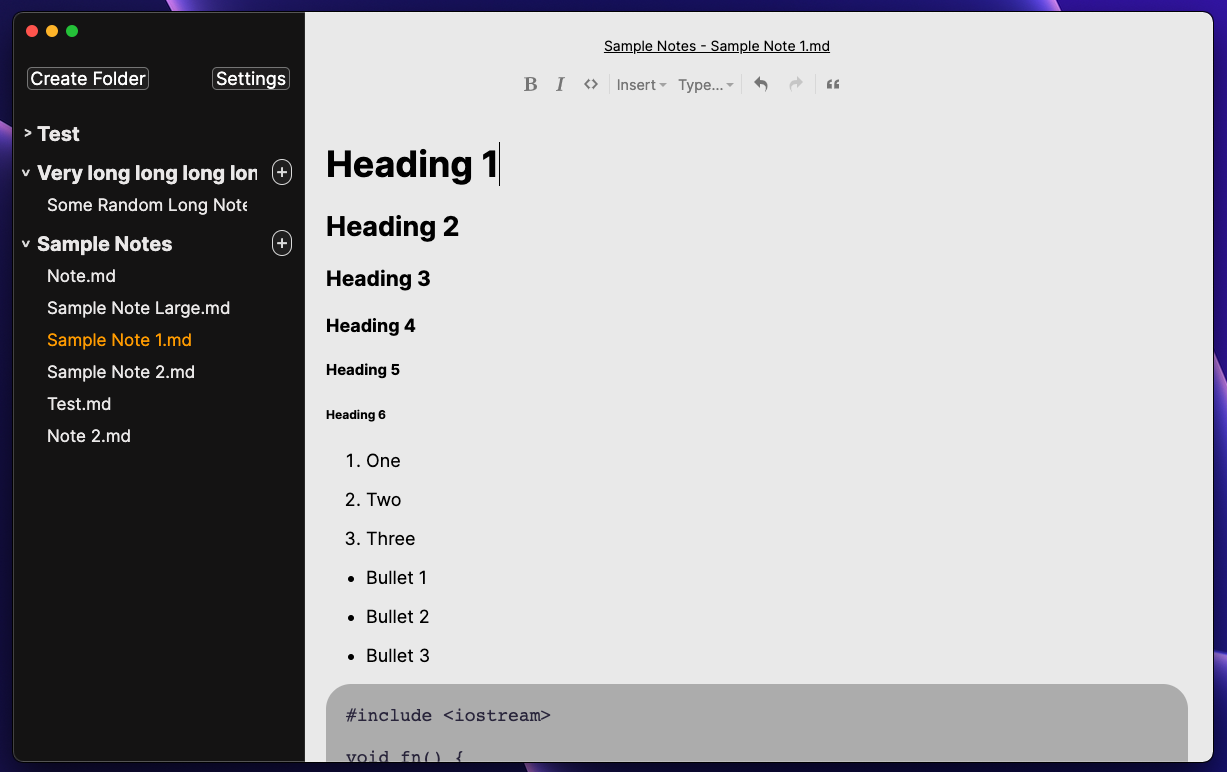 Create Folder
Settings
> Test
Very long long long lon
+
Some Random Long Note
Sample Notes
+
Note.md
Sample Note Large.md
Sample Note 1.md
Sample Note 2.md
Test.md
Note 2.md
Sample Notes - Sample Note 1.md
B I <> Insert Type... “
Heading 1
Heading 2
Heading 3
Heading 4
Heading 5
Heading 6
1. One
2. Two
3. Three
• Bullet 1
• Bullet 2
• Bullet 3
#include <iostream>
void fn() {